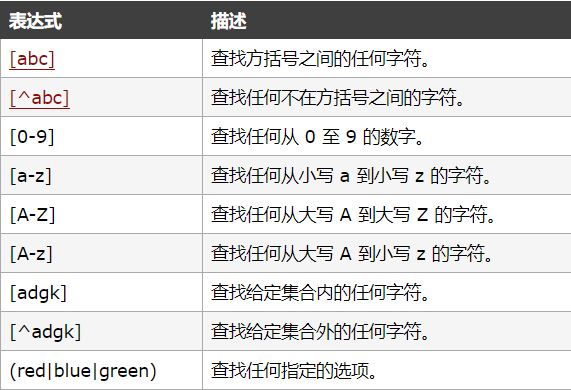 表达式 描述
[abc] 查找方括号之间的任何字符。
[^abc] 查找任何不在方括号之间的字符。
[0-9] 查找任何从 0 至 9 的数字。
[a-z] 查找任何从小写 a 到小写 z 的字符。
[A-Z] 查找任何从大写 A 到大写 Z 的字符。
[A-z] 查找任何从大写 A 到小写 z 的字符。
[adgk] 查找给定集合内的任何字符。
[^adgk] 查找给定集合外的任何字符。
(red|blue|green) 查找任何指定的选项。